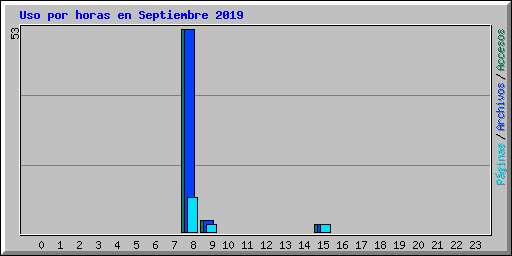 Uso por horas en Septiembre 2019
53
Páginas / Archivos / Accesos
0 1 2 3 4 5 6 7 8 9 10 11 12 13 14 15 16 17 18 19 20 21 22 23